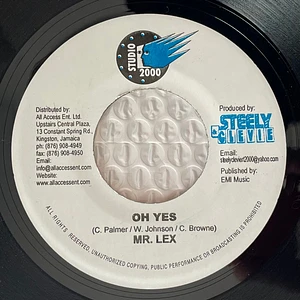 STUDIO
2000
Distributed by:
All Access Ent. Ltd.
Upstairs Central Plaza,
13 Constant Spring Rd.,
Kingston, Jamaica
ph: (876) 908-4949
ph: (876) 908-4950
Email:
info@allaccessent.com
Website:
www.allaccessent.com
Produced by:
STEELY
& CLEVIE
Email:
steelyclevie2000@yahoo.com
Published by:
EMI Music
OH YES
(C. Palmer / W. Johnson / C. Browne)
MR. LEX
ALL RIGHTS RESERVED. UNAUTHORIZED COPYING, PUBLIC PERFORMANCE OR BROADCASTING IS PROHIBITED